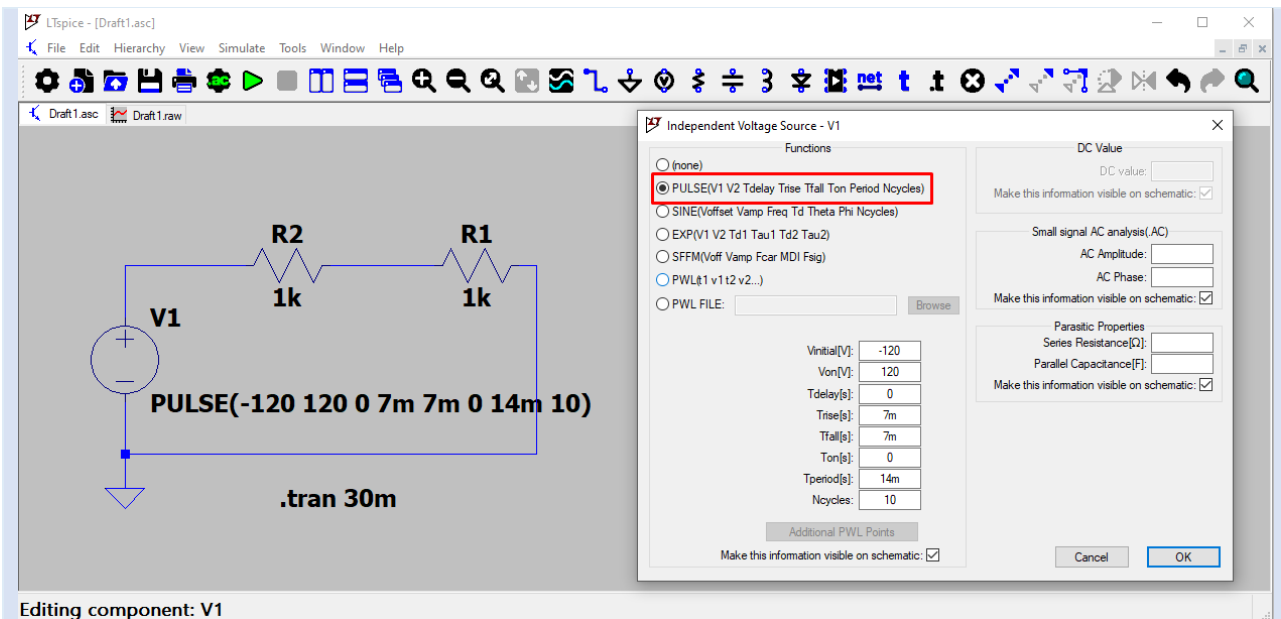 LTspice - [Draft1.asc]
File Edit Hierarchy View Simulate Tools Window Help
net t .t
Draft1.asc Draft1.raw
R2 R1
1k 1k
V1
PULSE(-120 120 0 7m 7m 0 14m 10)
.tran 30m
Independent Voltage Source - V1
Functions
(none)
PULSE(V1 V2 Tdelay Trise Tfall Ton Period Ncycles)
SINE(Voffset Vamp Freq Td Theta Phi Ncycles)
EXP(V1 V2 Td1 Tau1 Td2 Tau2)
SFFM(Voff Vamp Fcar MDI Fsig)
PWL(t1 v1 t2 v2...)
PWL FILE: Browse
Vinitial[V]: -120
Von[V]: 120
Tdelay[s]: 0
Trise[s]: 7m
Tfall[s]: 7m
Ton[s]: 0
Tperiod[s]: 14m
Ncycles: 10
Additional PWL Points
Make this information visible on schematic:
DC Value
DC value:
Make this information visible on schematic:
Small signal AC analysis(.AC)
AC Amplitude:
AC Phase:
Make this information visible on schematic:
Parasitic Properties
Series Resistance[Ω]:
Parallel Capacitance[F]:
Make this information visible on schematic:
Cancel OK
Editing component: V1